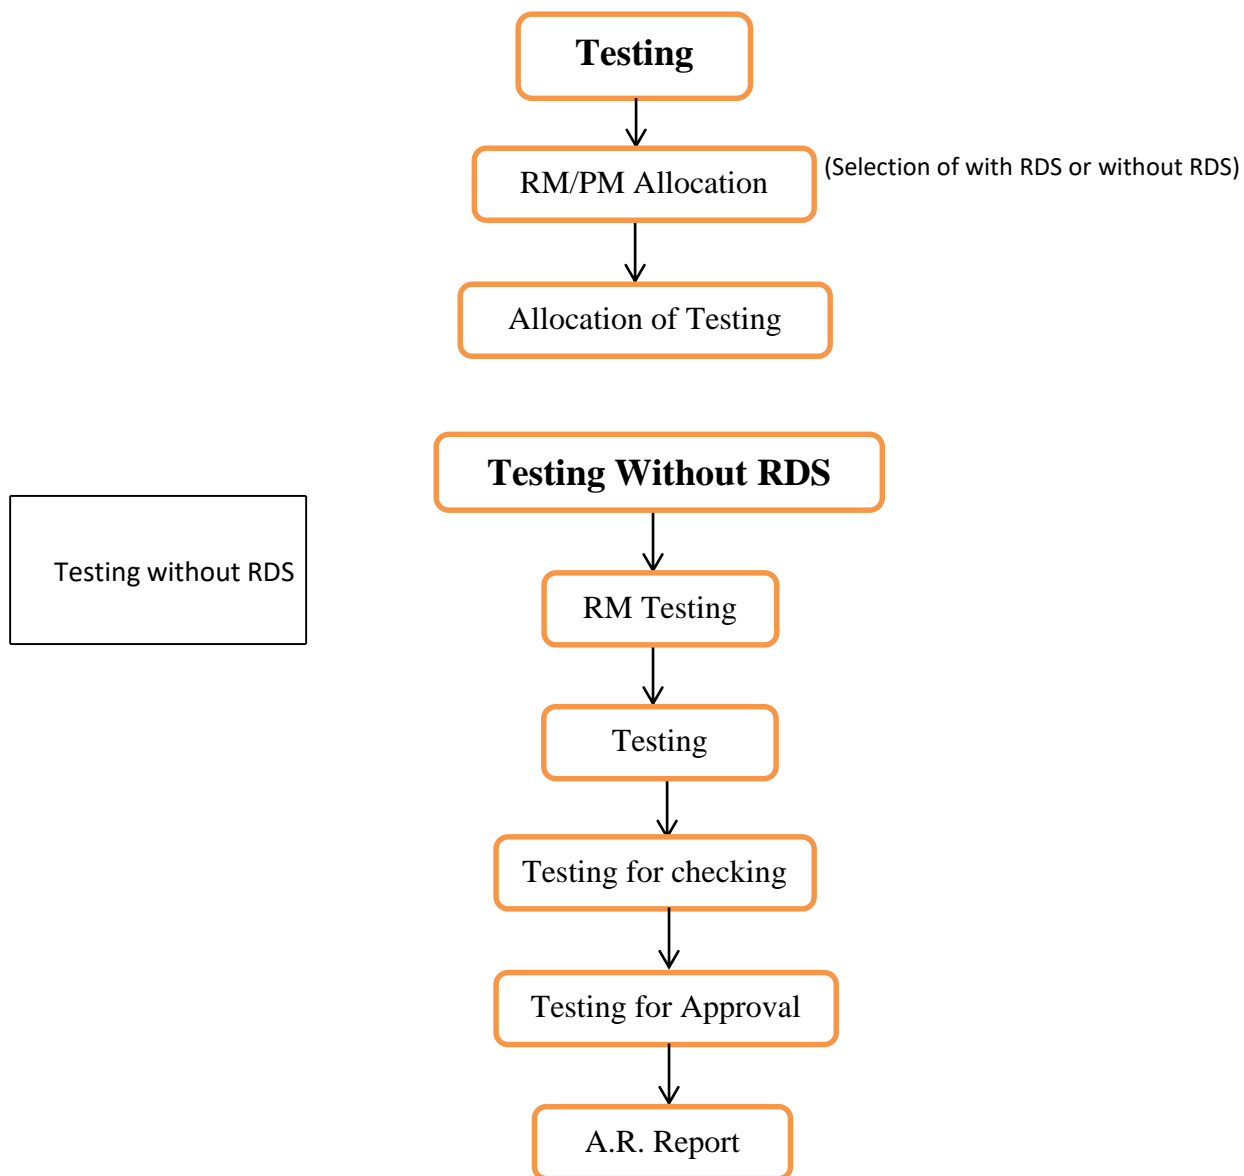 Testing
RM/PM Allocation
(Selection of with RDS or without RDS)
Allocation of Testing
Testing Without RDS
Testing without RDS
RM Testing
Testing
Testing for checking
Testing for Approval
A.R. Report